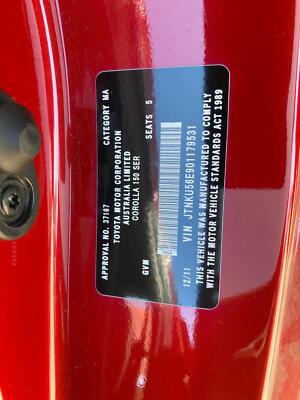 APPROVAL NO. 37167 CATEGORY MA
TOYOTA MOTOR CORPORATION
AUSTRALIA LIMITED
COROLLA 150 SER
GVM SEATS 5
12/11 VIN JTNKU56E901179531
THIS VEHICLE WAS MANUFACTURED TO COMPLY
WITH THE MOTOR VEHICLE STANDARDS ACT 1989